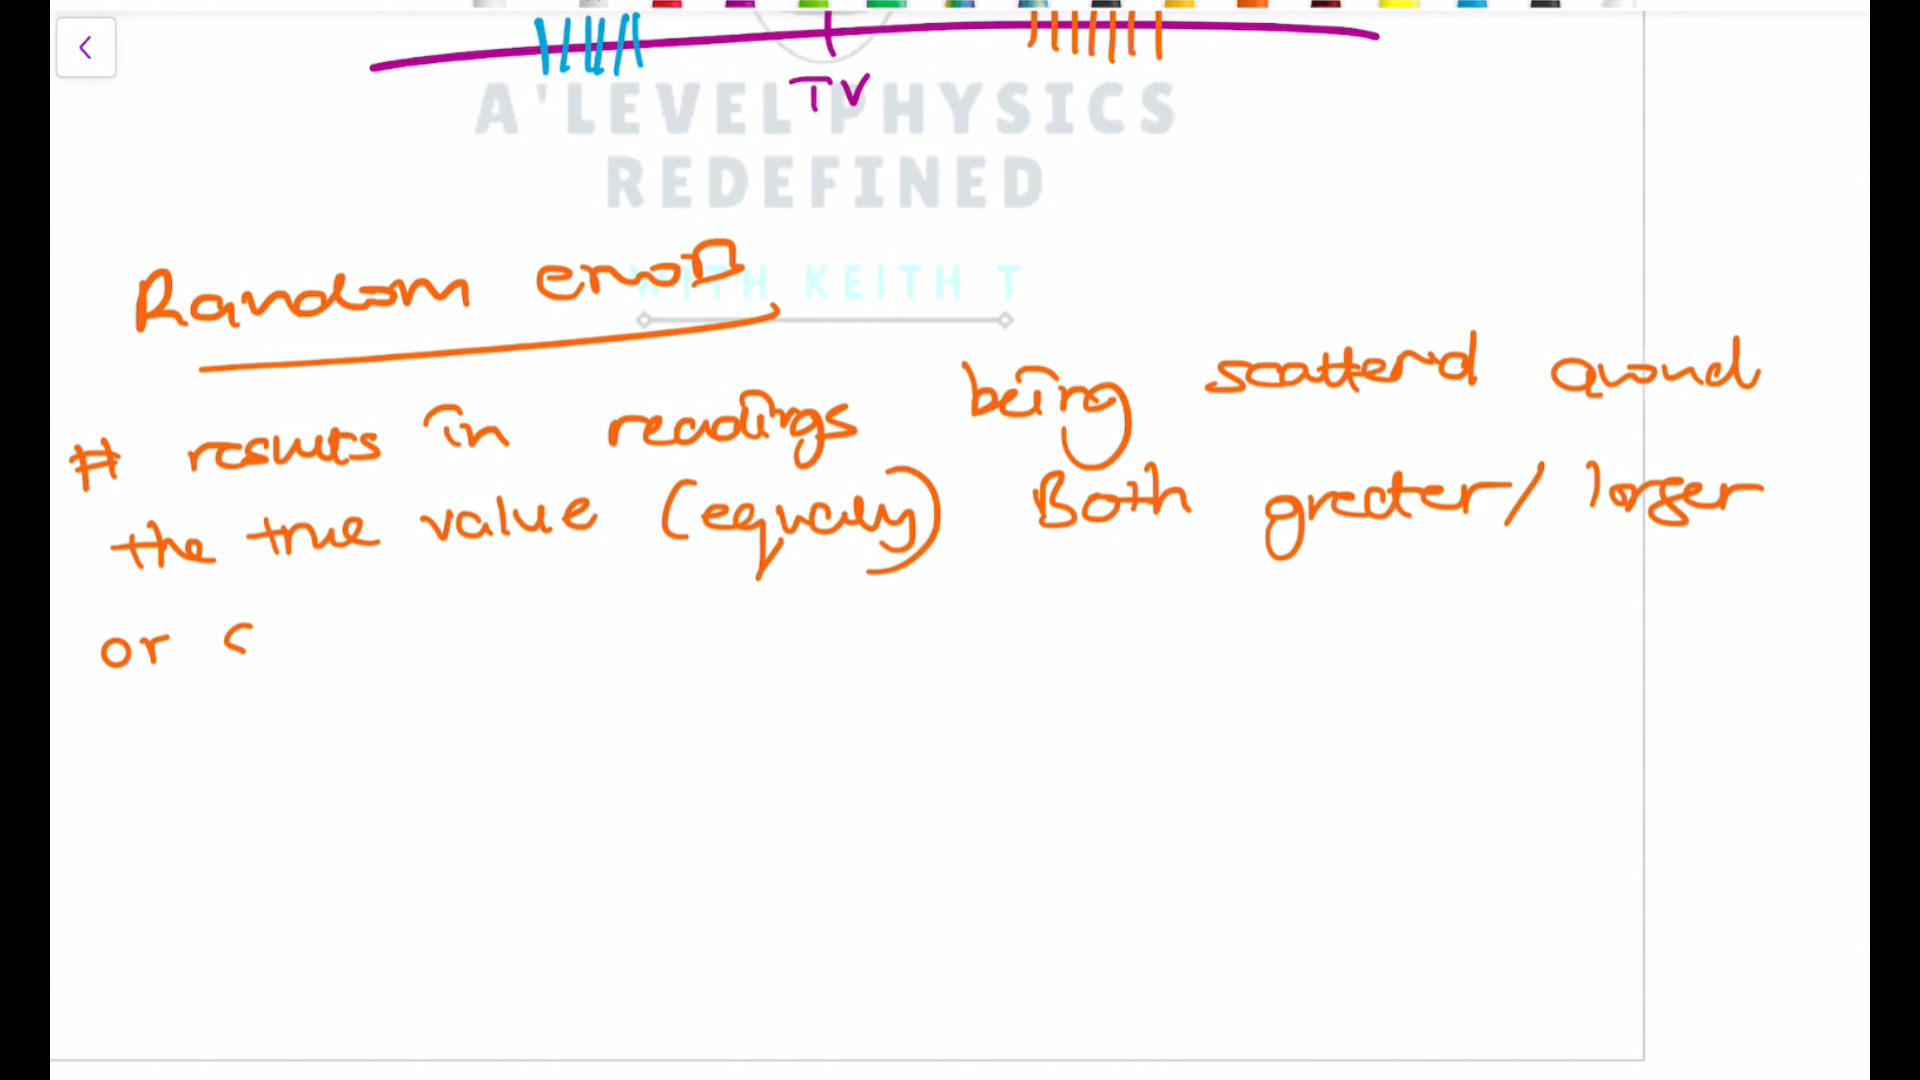 TV
A'LEVEL PHYSICS
REDEFINED
WITH KEITH T
Random errors
# results in readings being scattered around
the true value (equally) Both greater/ larger
or s